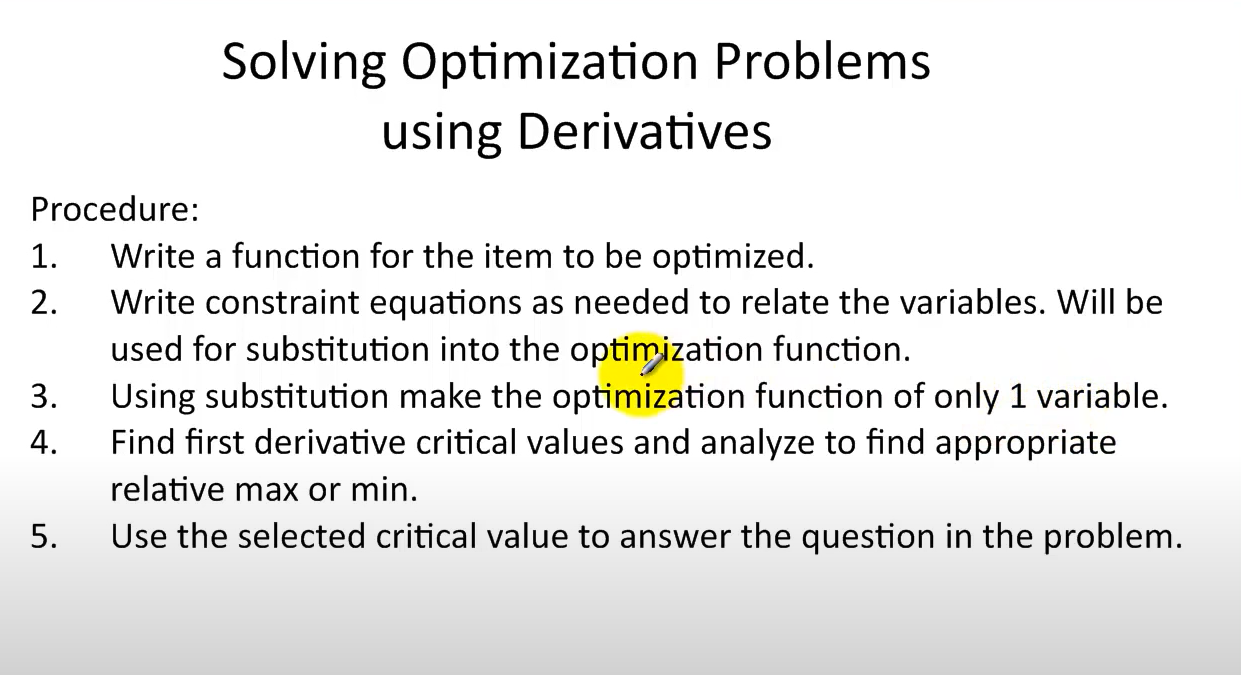 Solving Optimization Problems
using Derivatives
Procedure:
1. Write a function for the item to be optimized.
2. Write constraint equations as needed to relate the variables. Will be
used for substitution into the optimization function.
3. Using substitution make the optimization function of only 1 variable.
4. Find first derivative critical values and analyze to find appropriate
relative max or min.
5. Use the selected critical value to answer the question in the problem.